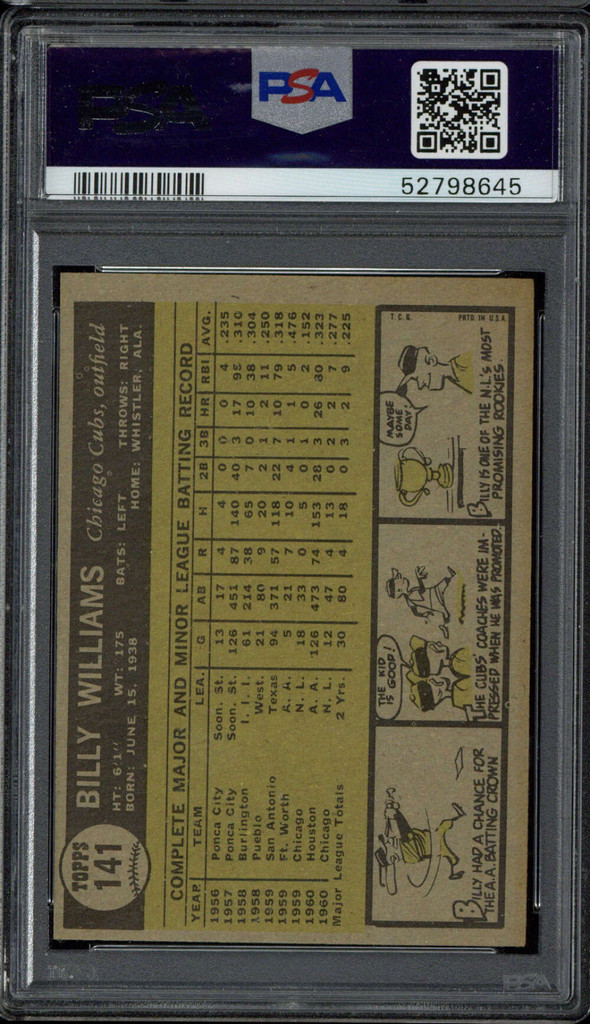 PSA
PSA
52798645
TOPPS
141
BILLY WILLIAMS Chicago Cubs, outfield
HT: 6'1" WT: 175 BATS: LEFT THROWS: RIGHT
BORN: JUNE 15, 1938 HOME: WHISTLER, ALA.
COMPLETE MAJOR AND MINOR LEAGUE BATTING RECORD
YEAR TEAM LEA. G AB R H 2B 3B HR RBI AVG.
1956 Ponca City Soon. St. 13 17 4 4 0 0 0 4 .235
1957 Ponca City Soon. St. 126 451 87 140 40 3 17 95 .310
1958 Burlington I. I. I. 61 214 38 65 7 0 10 38 .304
1958 Pueblo West. 21 80 9 20 2 1 2 11 .250
1959 San Antonio Texas 94 371 57 118 22 7 10 79 .318
1959 Ft. Worth A. A. 5 21 7 10 4 1 1 5 .476
1959 Chicago N. L. 18 33 0 5 0 1 0 2 .152
1960 Houston A. A. 126 473 74 153 28 3 26 80 .323
1960 Chicago N. L. 12 47 4 13 0 2 2 7 .277
Major League Totals 2 Yrs. 30 80 4 18 0 3 2 9 .225
BILLY HAD A CHANCE FOR
THE A.A. BATTING CROWN
THE KID
IS GOOD!
THE CUBS' COACHES WERE IM-
PRESSED WHEN HE WAS PROMOTED.
T.C.G. PRTD. IN U.S.A.
MAYBE
SOME
DAY!
BILLY IS ONE OF THE N.L.'S MOST
PROMISING ROOKIES.
PSA